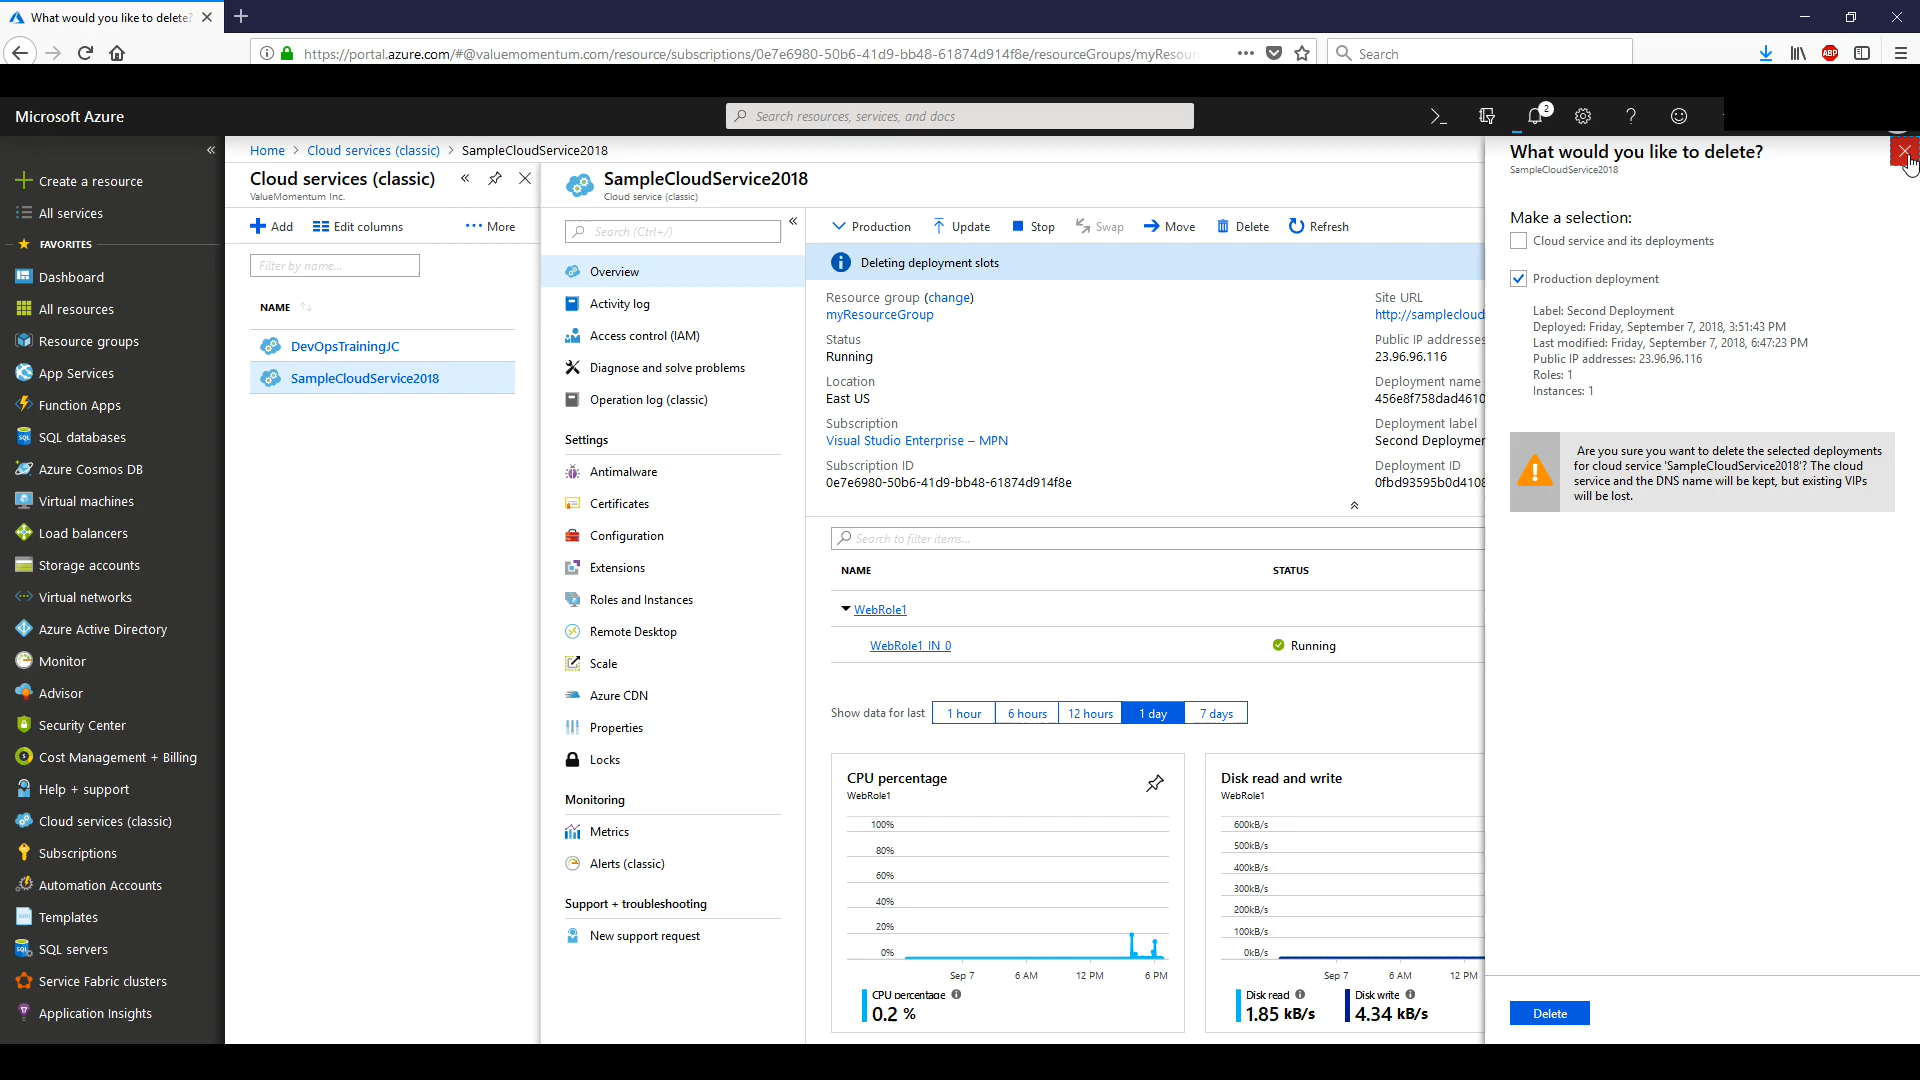 What would you like to delete?
https://portal.azure.com/#@valuemomentum.com/resource/subscriptions/0e7e6980-50b6-41d9-bb48-61874d914f8e/resourceGroups/myResour
Search
Microsoft Azure
Search resources, services, and docs
2
Create a resource
All services
FAVORITES
Dashboard
All resources
Resource groups
App Services
Function Apps
SQL databases
Azure Cosmos DB
Virtual machines
Load balancers
Storage accounts
Virtual networks
Azure Active Directory
Monitor
Advisor
Security Center
Cost Management + Billing
Help + support
Cloud services (classic)
Subscriptions
Automation Accounts
Templates
SQL servers
Service Fabric clusters
Application Insights
Home > Cloud services (classic) > SampleCloudService2018
Cloud services (classic)
ValueMomentum Inc.
Add
Edit columns
More
Filter by name...
NAME
DevOpsTrainingJC
SampleCloudService2018
SampleCloudService2018
Cloud service (classic)
Search (Ctrl+/)
Overview
Activity log
Access control (IAM)
Diagnose and solve problems
Operation log (classic)
Settings
Antimalware
Certificates
Configuration
Extensions
Roles and Instances
Remote Desktop
Scale
Azure CDN
Properties
Locks
Monitoring
Metrics
Alerts (classic)
Support + troubleshooting
New support request
Production
Update
Stop
Swap
Move
Delete
Refresh
Deleting deployment slots
Resource group (change)
myResourceGroup
Status
Running
Location
East US
Subscription
Visual Studio Enterprise – MPN
Subscription ID
0e7e6980-50b6-41d9-bb48-61874d914f8e
Site URL
http://samplecloud
Public IP addresses
23.96.96.116
Deployment name
456e8f758dad4610
Deployment label
Second Deploymen
Deployment ID
0fbd93595b0d4108
Search to filter items...
NAME STATUS
WebRole1
WebRole1_IN_0 Running
Show data for last
1 hour
6 hours
12 hours
1 day
7 days
CPU percentage
WebRole1
100%
80%
60%
40%
20%
0%
Sep 7 6 AM 12 PM 6 PM
CPU percentage
0.2 %
Disk read and write
WebRole1
600kB/s
500kB/s
400kB/s
300kB/s
200kB/s
100kB/s
0kB/s
Sep 7 6 AM 12 PM
Disk read
1.85 kB/s
Disk write
4.34 kB/s
What would you like to delete?
SampleCloudService2018
Make a selection:
Cloud service and its deployments
Production deployment
Label: Second Deployment
Deployed: Friday, September 7, 2018, 3:51:43 PM
Last modified: Friday, September 7, 2018, 6:47:23 PM
Public IP addresses: 23.96.96.116
Roles: 1
Instances: 1
Are you sure you want to delete the selected deployments
for cloud service 'SampleCloudService2018'? The cloud
service and the DNS name will be kept, but existing VIPs
will be lost.
Delete